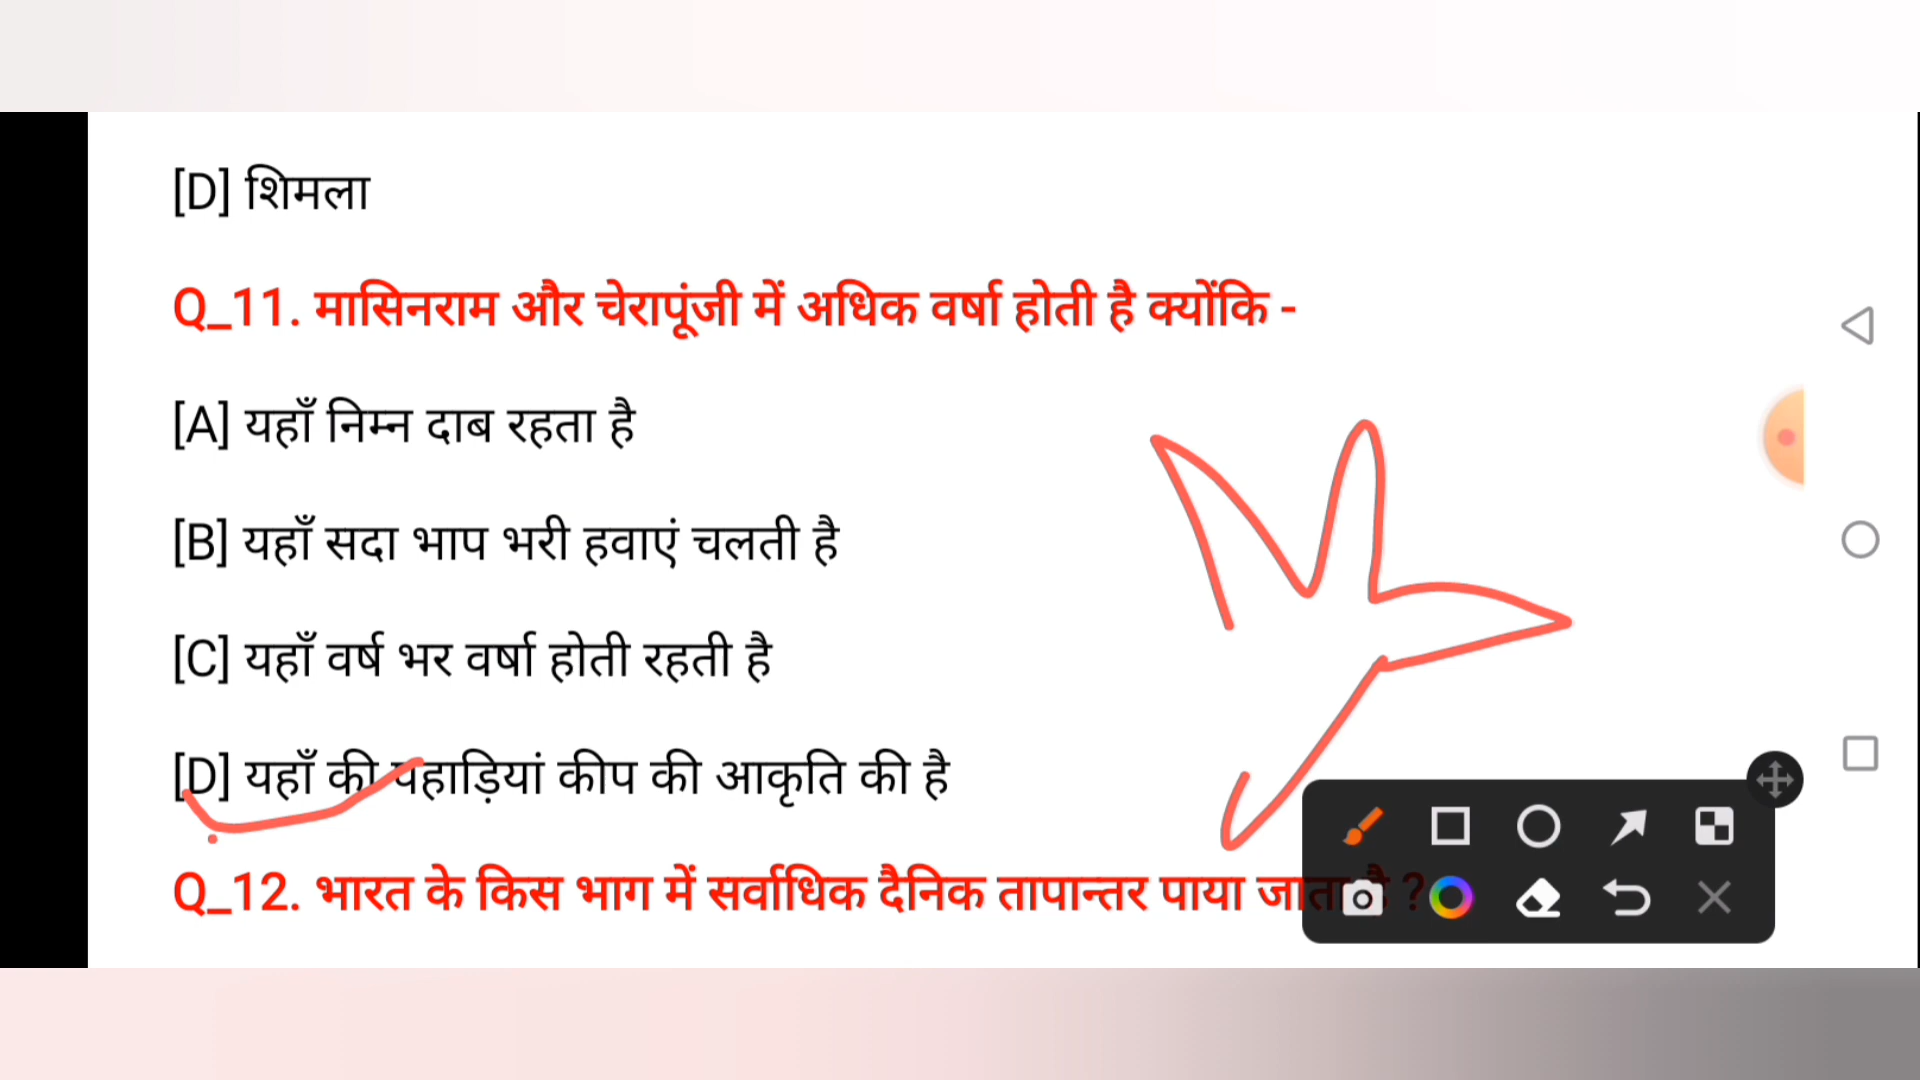 [D] शिमला
Q_11. मासिनराम और चेरापूंजी में अधिक वर्षा होती है क्योंकि -
[A] यहाँ निम्न दाब रहता है
[B] यहाँ सदा भाप भरी हवाएं चलती है
[C] यहाँ वर्ष भर वर्षा होती रहती है
[D] यहाँ की पहाड़ियां कीप की आकृति की है
Q_12. भारत के किस भाग में सर्वाधिक दैनिक तापान्तर पाया जाता है ?